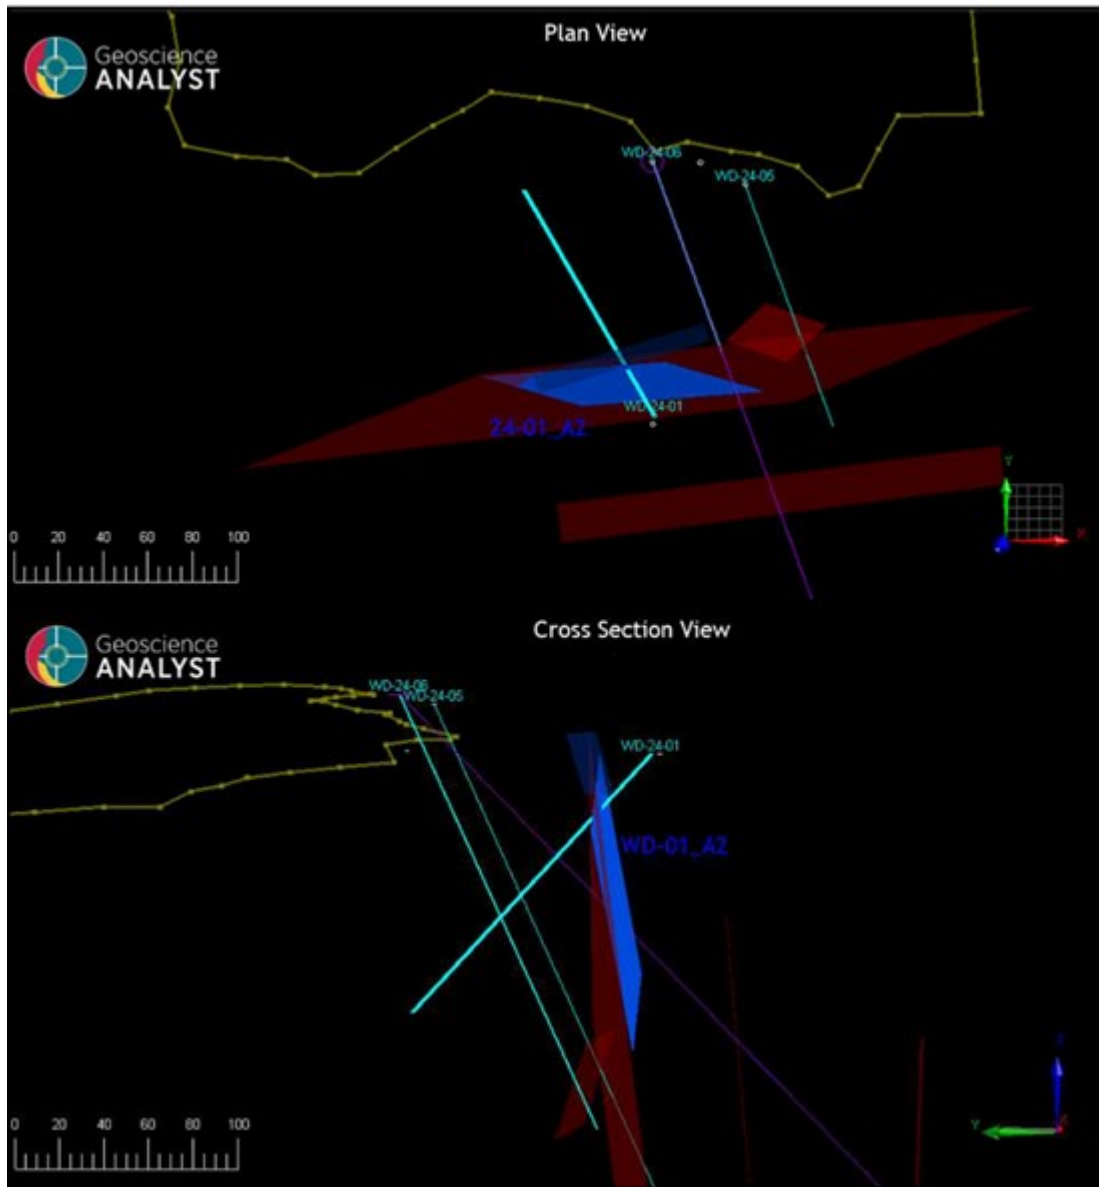 Plan View
Geoscience
ANALYST
WD-24-06
WD-24-05
WD-24-01
24-01_A2
Y
X
0 20 40 60 80 100
Cross Section View
Geoscience
ANALYST
WD-24-06
WD-24-05
WD-24-01
WD-01_A2
Z
Y
0 20 40 60 80 100